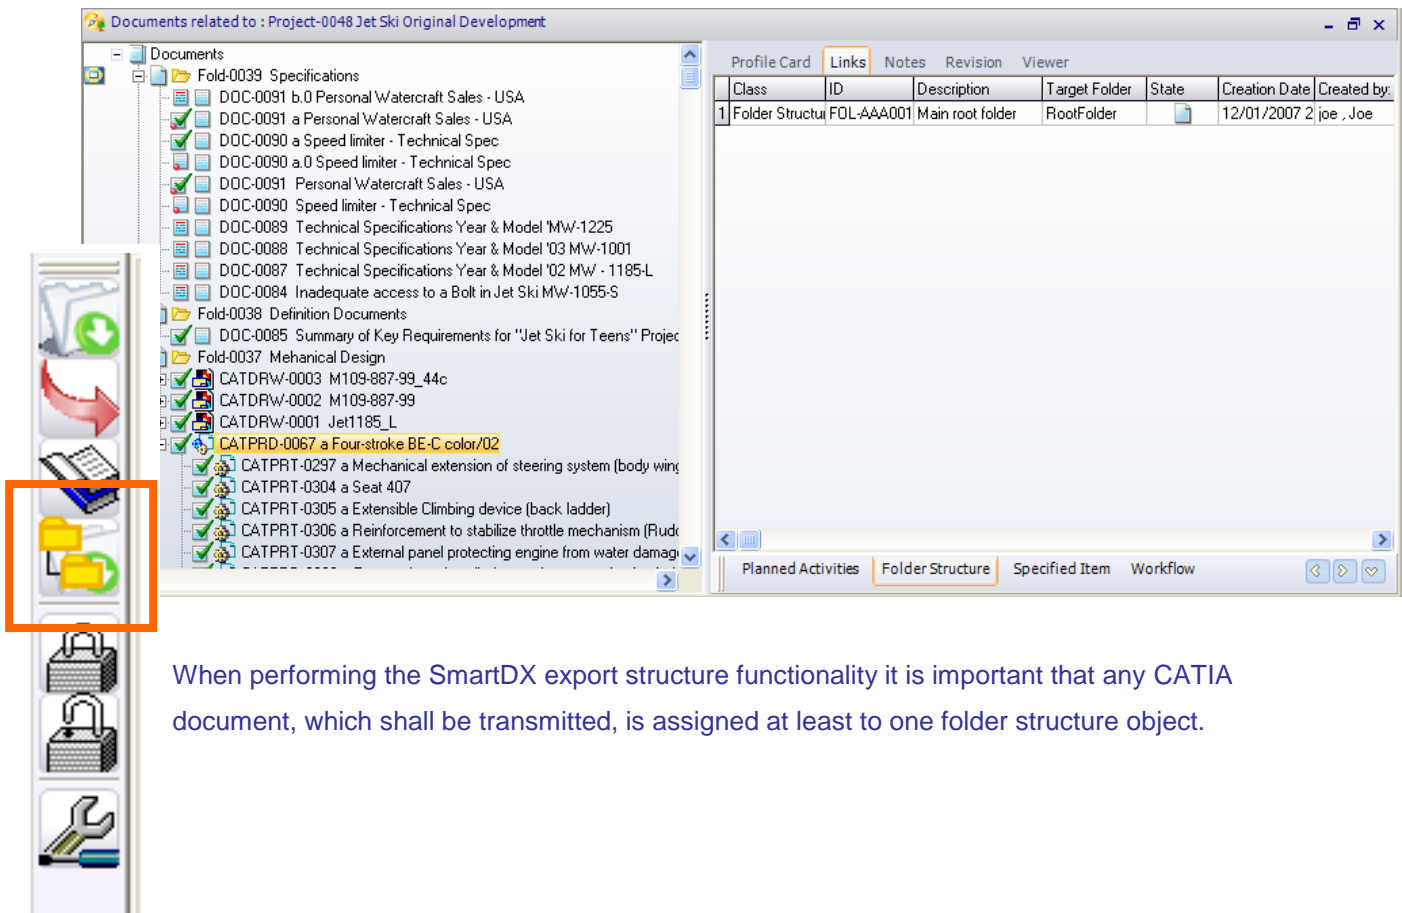 Documents related to : Project-0048 Jet Ski Original Development
Documents
Fold-0039 Specifications
DOC-0091 b.0 Personal Watercraft Sales - USA
DOC-0091 a Personal Watercraft Sales - USA
DOC-0090 a Speed limiter - Technical Spec
DOC-0090 a.0 Speed limiter - Technical Spec
DOC-0091 Personal Watercraft Sales - USA
DOC-0090 Speed limiter - Technical Spec
DOC-0089 Technical Specifications Year & Model 'MW-1225
DOC-0088 Technical Specifications Year & Model '03 MW-1001
DOC-0087 Technical Specifications Year & Model '02 MW - 1185-L
DOC-0084 Inadequate access to a Bolt in Jet Ski MW-1055-S
Fold-0038 Definition Documents
DOC-0085 Summary of Key Requirements for "Jet Ski for Teens" Projec
Fold-0037 Mehanical Design
CATDRW-0003 M109-887-99_44c
CATDRW-0002 M109-887-99
CATDRW-0001 Jet1185_L
CATPRD-0067 a Four-stroke BE-C color/02
CATPRT-0297 a Mechanical extension of steering system (body wing
CATPRT-0304 a Seat 407
CATPRT-0305 a Extensible Climbing device (back ladder)
CATPRT-0306 a Reinforcement to stabilize throttle mechanism (Rudd
CATPRT-0307 a External panel protecting engine from water damage
Profile Card Links Notes Revision Viewer
Class ID Description Target Folder State Creation Date Created by:
1 Folder Structur FOL-AAA001 Main root folder RootFolder 12/01/2007 2 joe , Joe
Planned Activities Folder Structure Specified Item Workflow
When performing the SmartDX export structure functionality it is important that any CATIA
document, which shall be transmitted, is assigned at least to one folder structure object.